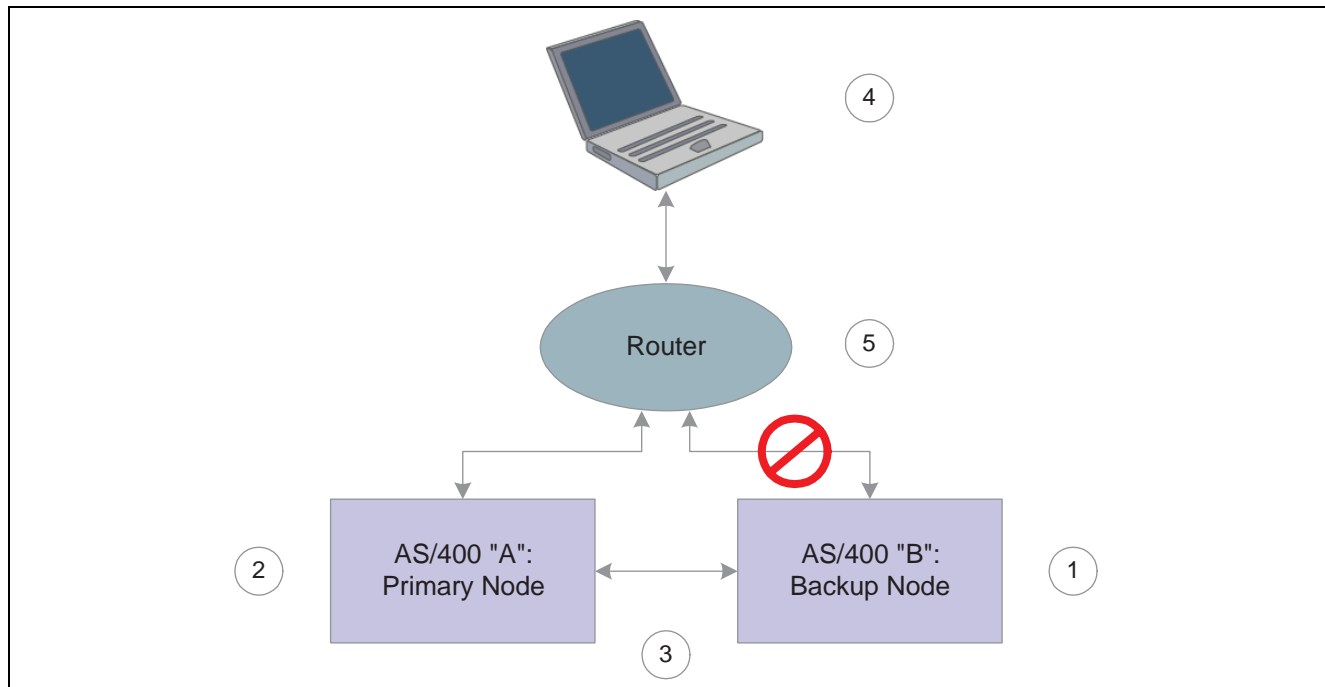 4
Router
5
AS/400 "A":
Primary Node
AS/400 "B":
Backup Node
2
1
3